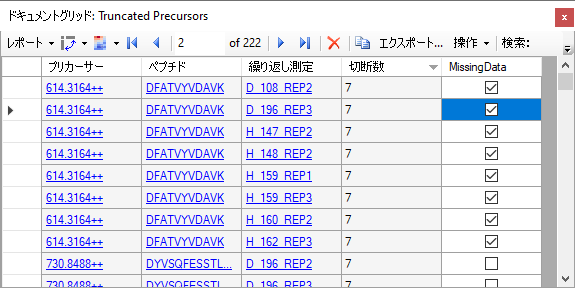 ドキュメントグリッド: Truncated Precursors
レポート 2 of 222 エクスポート... 操作 検索:
プリカーサー ペプチド 繰り返し測定 切断数 MissingData
614.3164++ DFATVYVDAVK D_108_REP2 7
614.3164++ DFATVYVDAVK D_196_REP3 7
614.3164++ DFATVYVDAVK H_147_REP2 7
614.3164++ DFATVYVDAVK H_148_REP2 7
614.3164++ DFATVYVDAVK H_159_REP1 7
614.3164++ DFATVYVDAVK H_159_REP3 7
614.3164++ DFATVYVDAVK H_160_REP2 7
614.3164++ DFATVYVDAVK H_162_REP3 7
730.8488++ DYVSQFESSTL... D_196_REP2 7
730.8488++ DYVSQFESSTL... D_196_REP3 7